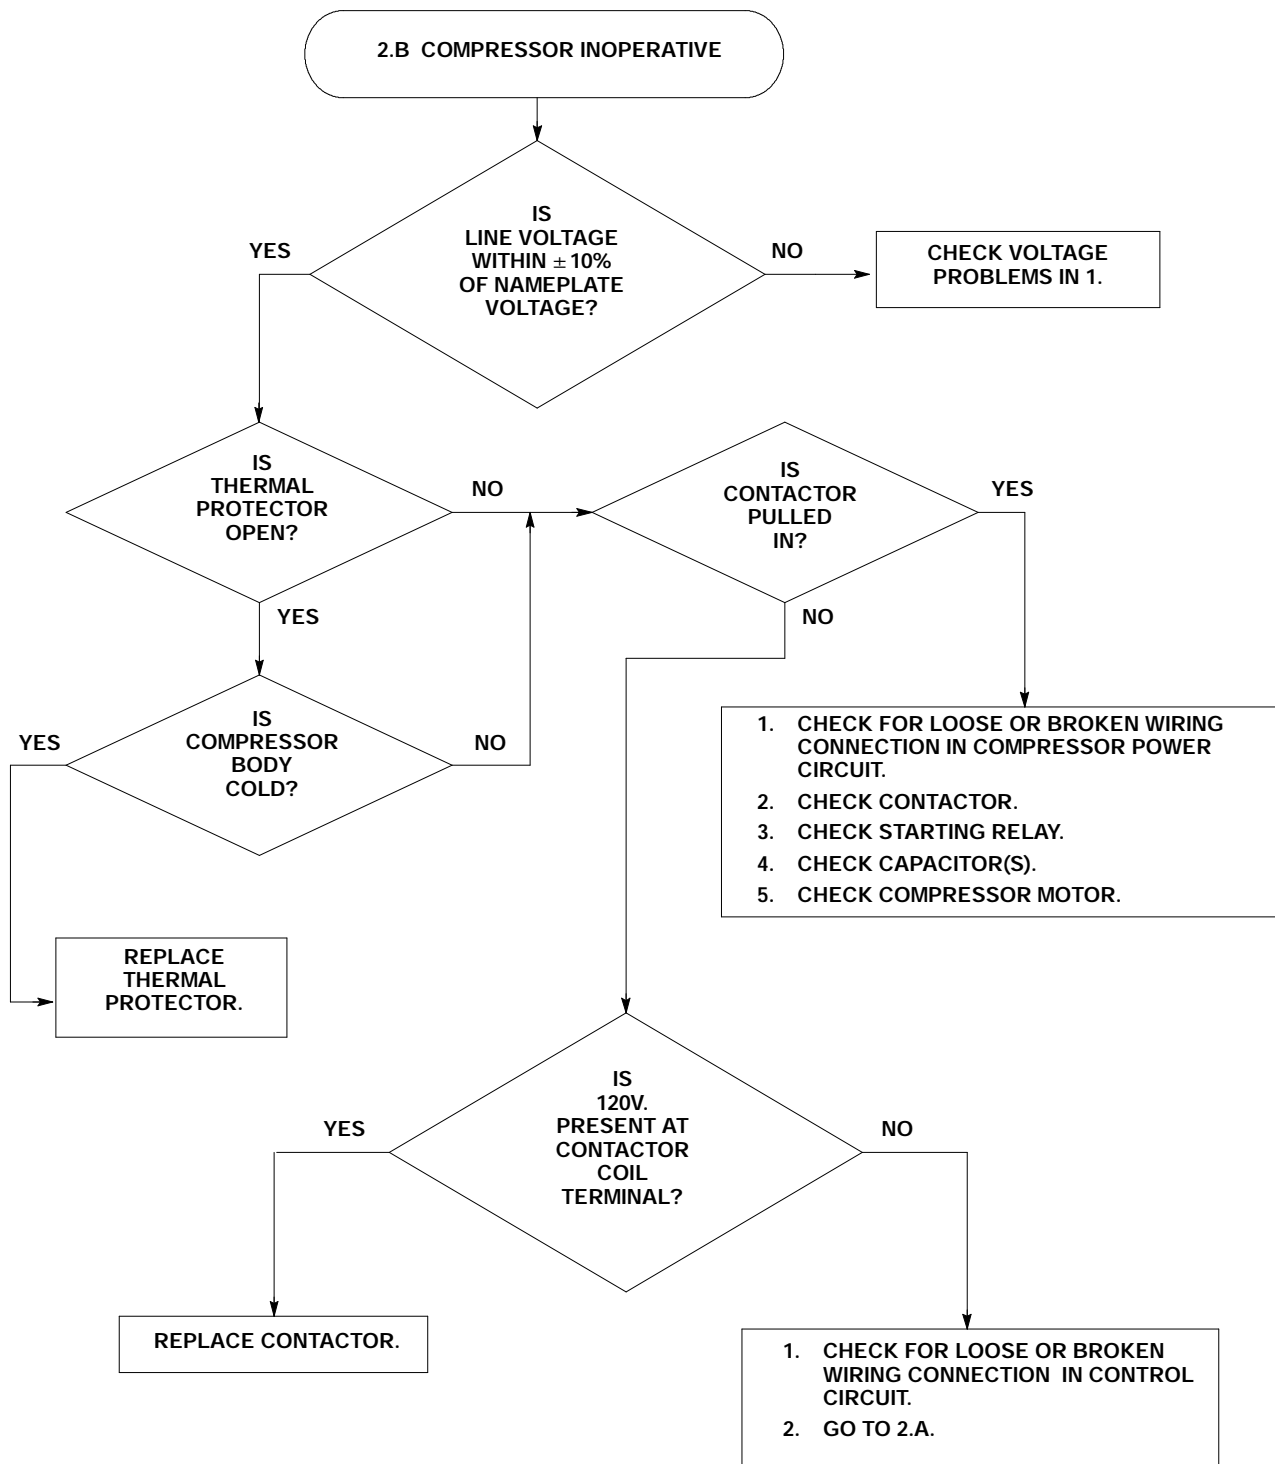 2.B COMPRESSOR INOPERATIVE
IS
LINE VOLTAGE
WITHIN ± 10%
OF NAMEPLATE
VOLTAGE?
YES
NO
CHECK VOLTAGE
PROBLEMS IN 1.
IS
THERMAL
PROTECTOR
OPEN?
NO
YES
IS
CONTACTOR
PULLED
IN?
YES
NO
IS
COMPRESSOR
BODY
COLD?
YES
NO
1. CHECK FOR LOOSE OR BROKEN WIRING
CONNECTION IN COMPRESSOR POWER
CIRCUIT.
2. CHECK CONTACTOR.
3. CHECK STARTING RELAY.
4. CHECK CAPACITOR(S).
5. CHECK COMPRESSOR MOTOR.
REPLACE
THERMAL
PROTECTOR.
IS
120V.
PRESENT AT
CONTACTOR
COIL
TERMINAL?
YES
NO
REPLACE CONTACTOR.
1. CHECK FOR LOOSE OR BROKEN
WIRING CONNECTION IN CONTROL
CIRCUIT.
2. GO TO 2.A.